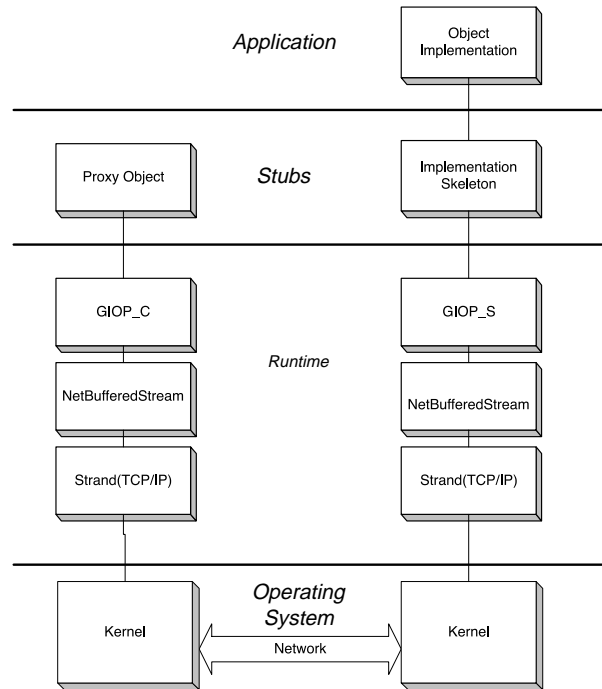 Application
Object
Implementation
Proxy Object
Stubs
Implementation
Skeleton
GIOP_C
GIOP_S
Runtime
NetBufferedStream
NetBufferedStream
Strand(TCP/IP)
Strand(TCP/IP)
Operating
System
Kernel
Network
Kernel